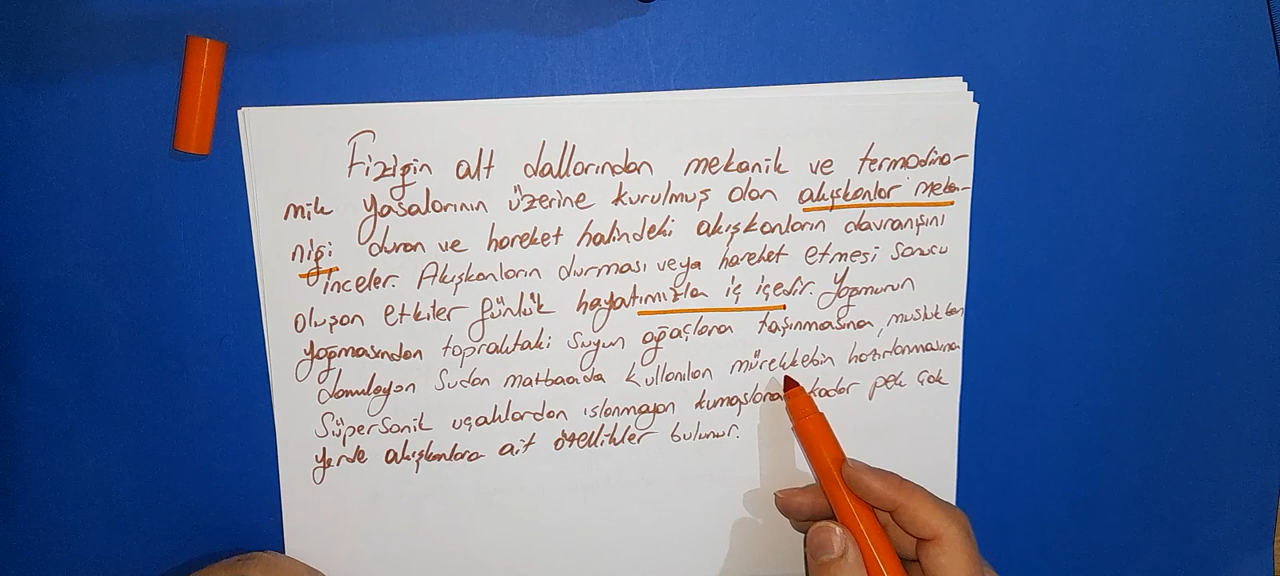 Fiziğin alt dallarından mekanik ve termodina-
mik yasalarının üzerine kurulmuş olan akışkanlar meka-
niği duran ve hareket halindeki akışkanların davranışını
inceler. Akışkanların durması veya hareket etmesi sonucu
oluşan etkiler günlük hayatımızla iç içedir. Yağmurun
yağmasından topraktaki suyun ağaçlara taşınmasına, musluktan
damlayan sudan matbaada kullanılan mürekkebin hazırlanmasına
süpersonik uçaklardan ıslanmayan kumaşlara kadar pek çok
yerde akışkanlara ait özellikler bulunur.